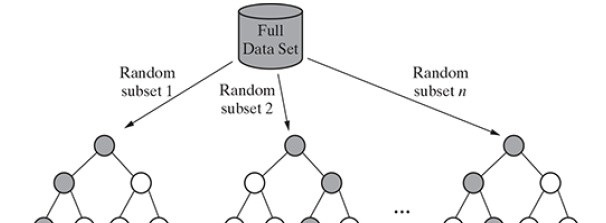 Full
Data Set
Random
subset 1
Random
subset 2
Random
subset n
...